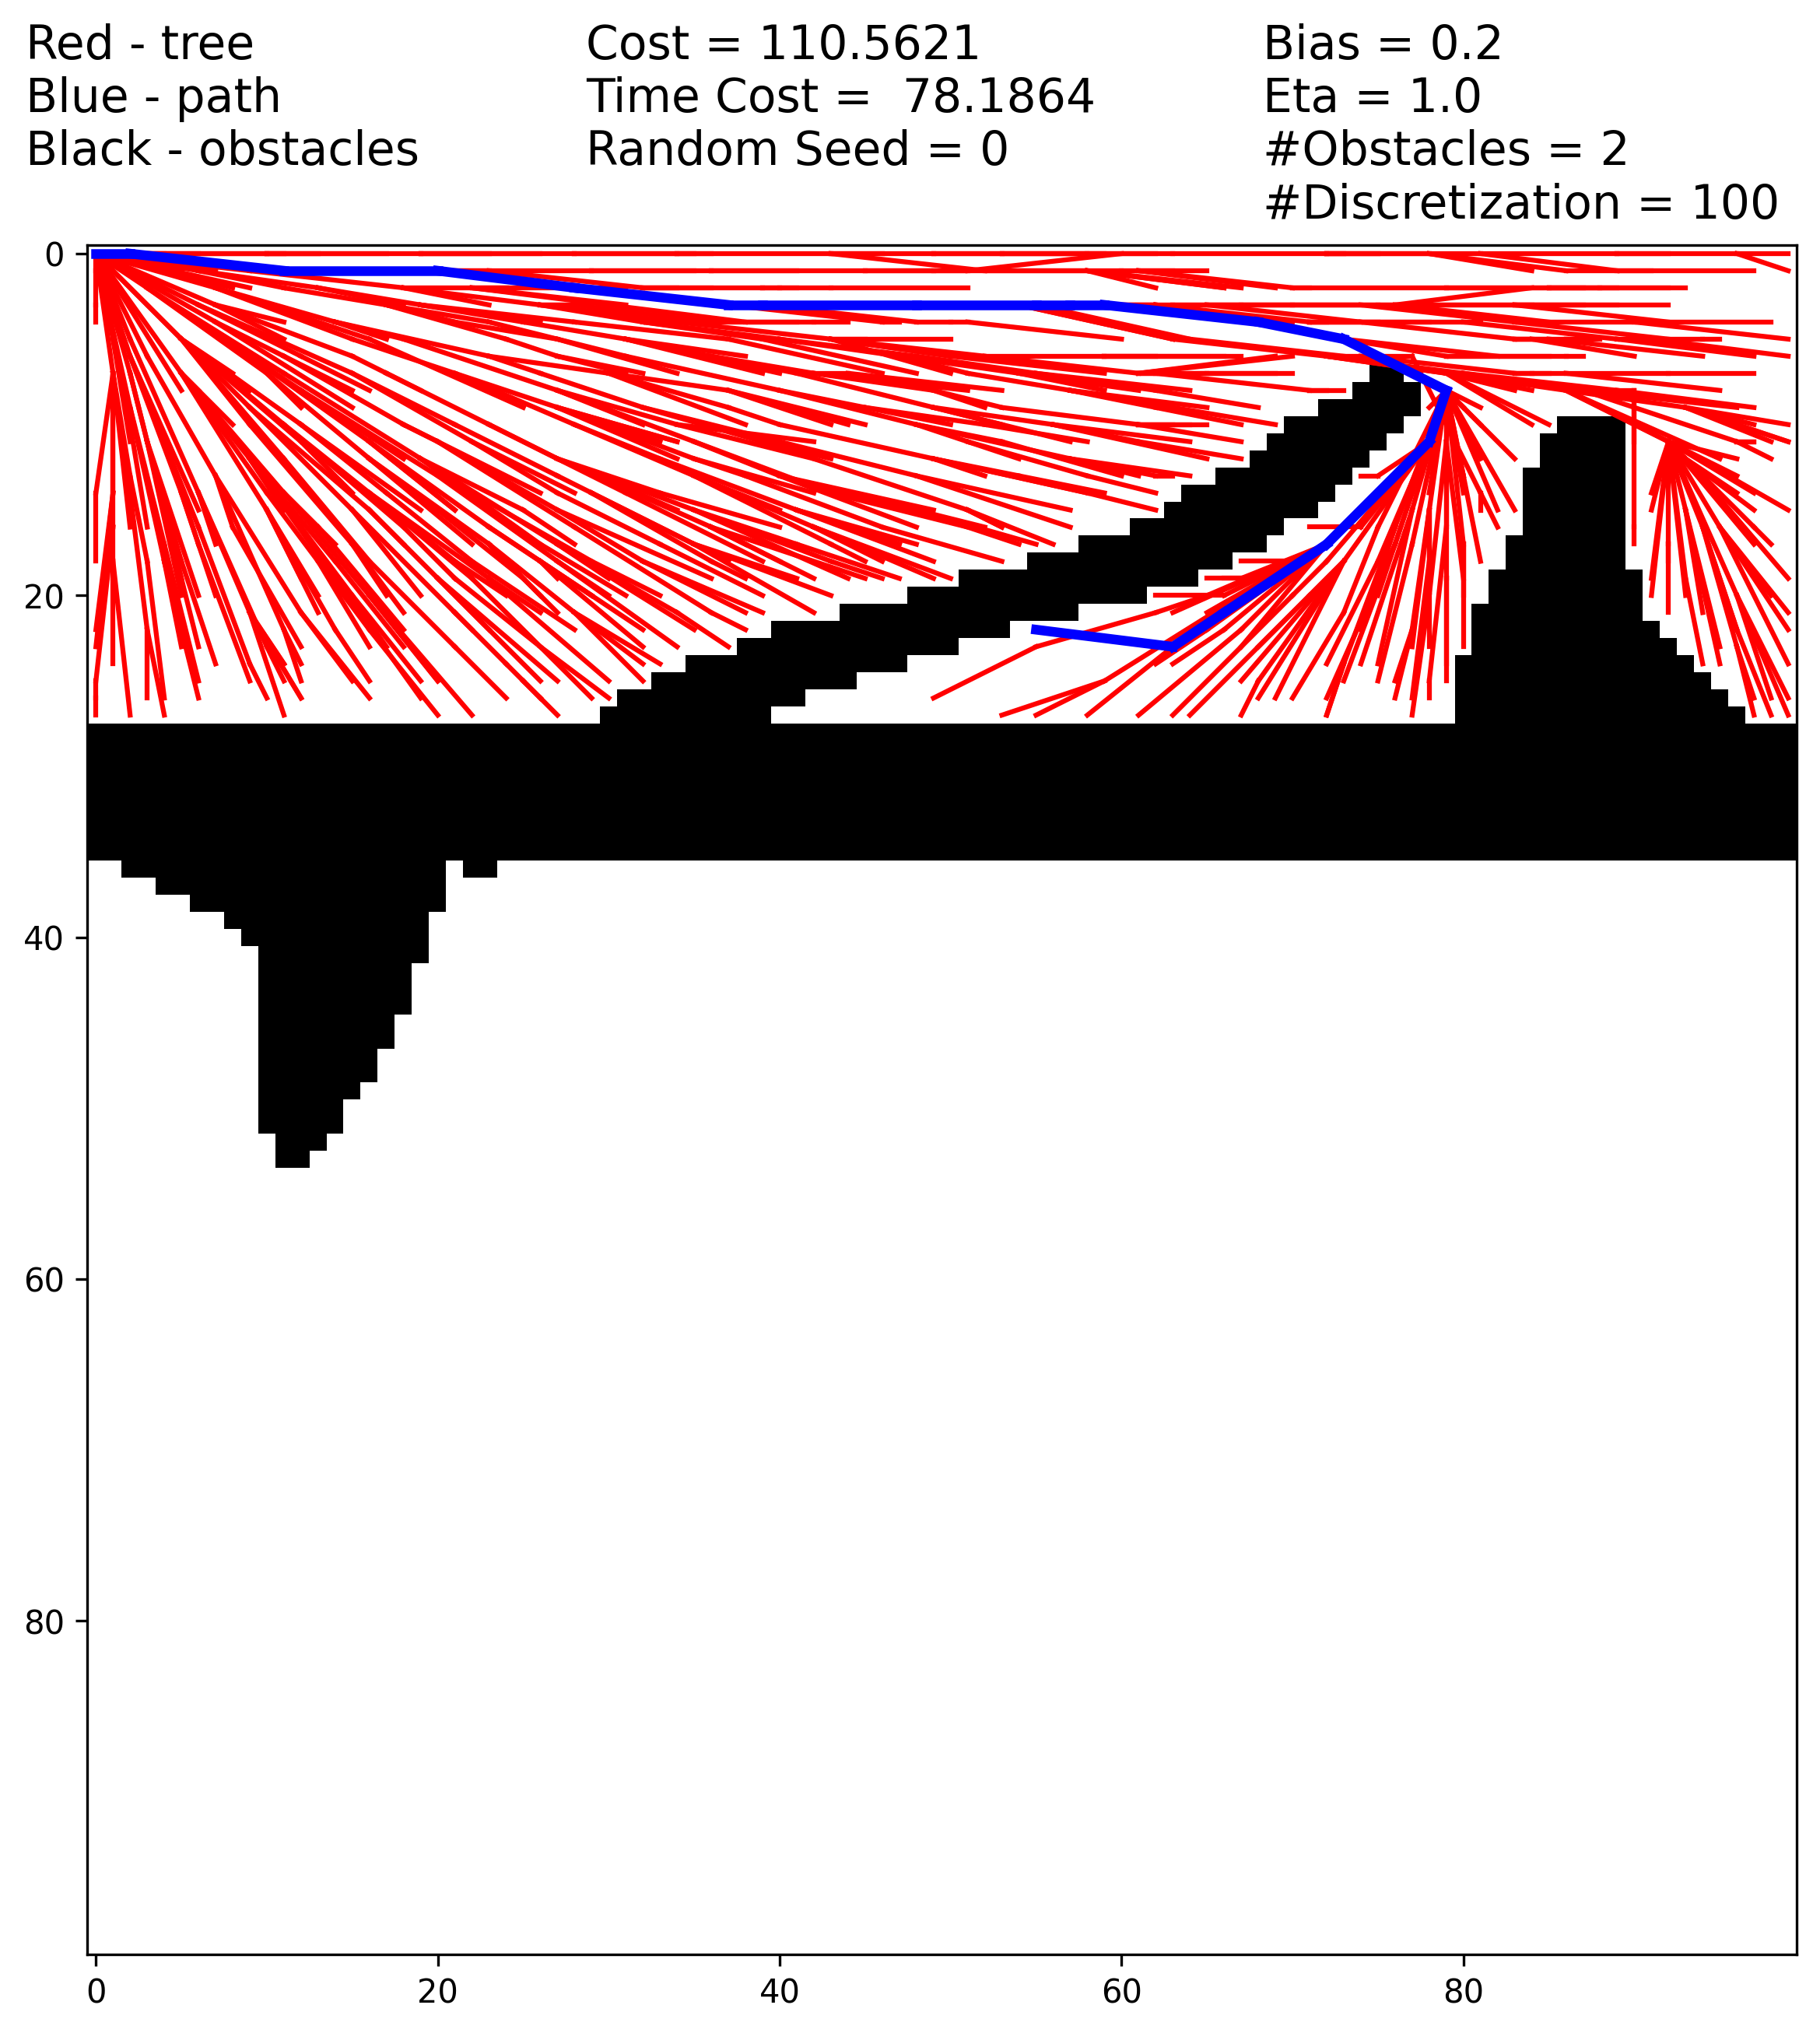 Red - tree
Blue - path
Black - obstacles
Cost = 110.5621
Time Cost =  78.1864
Random Seed = 0
Bias = 0.2
Eta = 1.0
#Obstacles = 2
#Discretization = 100
0
20
40
60
80
0
20
40
60
80